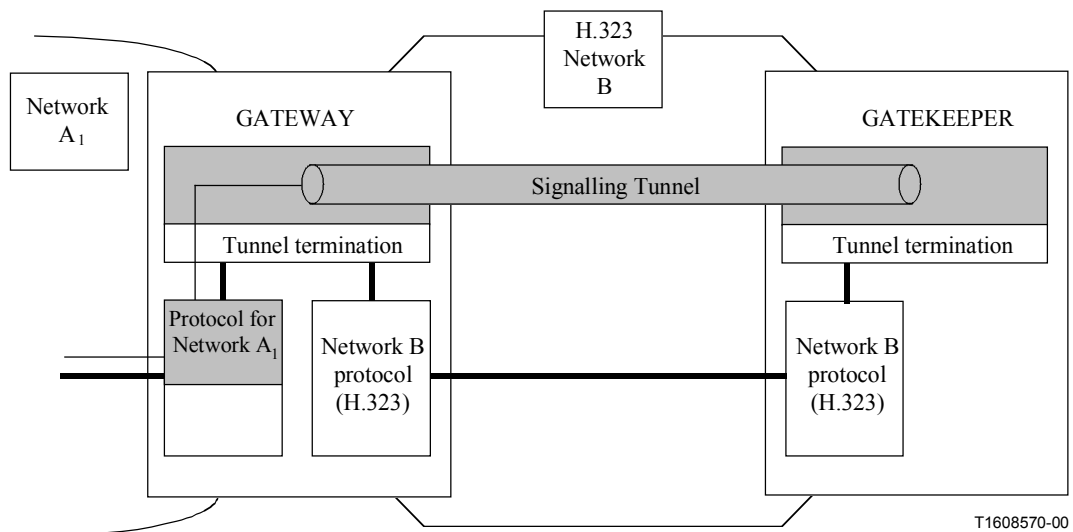 H.323
Network
B
Network
A1
GATEWAY
GATEKEEPER
Signalling Tunnel
Tunnel termination
Tunnel termination
Protocol for
Network A1
Network B
protocol
(H.323)
Network B
protocol
(H.323)
T1608570-00